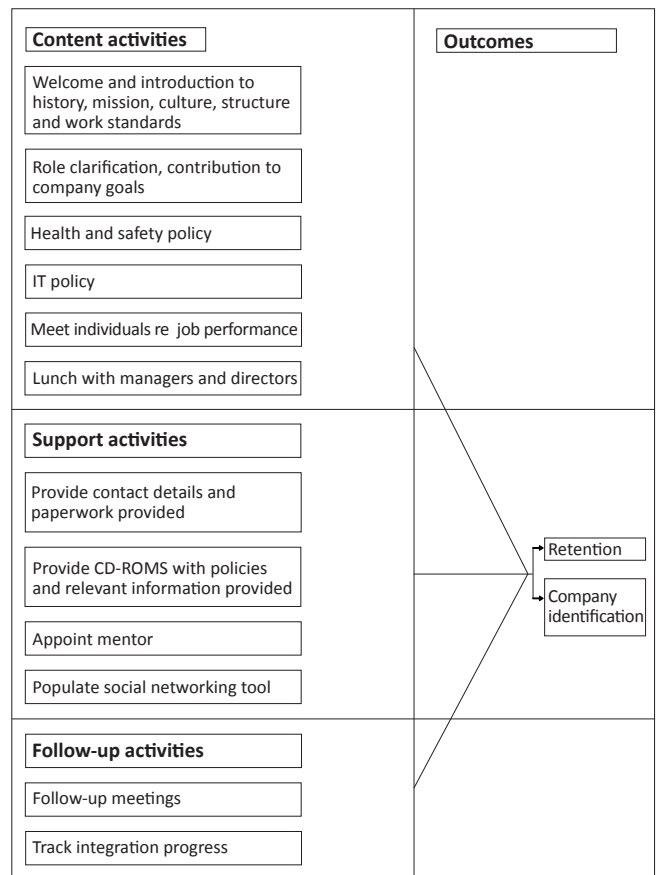 Content activities
Welcome and introduction to
history, mission, culture, structure
and work standards
Role clarification, contribution to
company goals
Health and safety policy
IT policy
Meet individuals re job performance
Lunch with managers and directors
Support activities
Provide contact details and
paperwork provided
Provide CD-ROMS with policies
and relevant information provided
Appoint mentor
Populate social networking tool
Follow-up activities
Follow-up meetings
Track integration progress
Outcomes
Retention
Company
identification